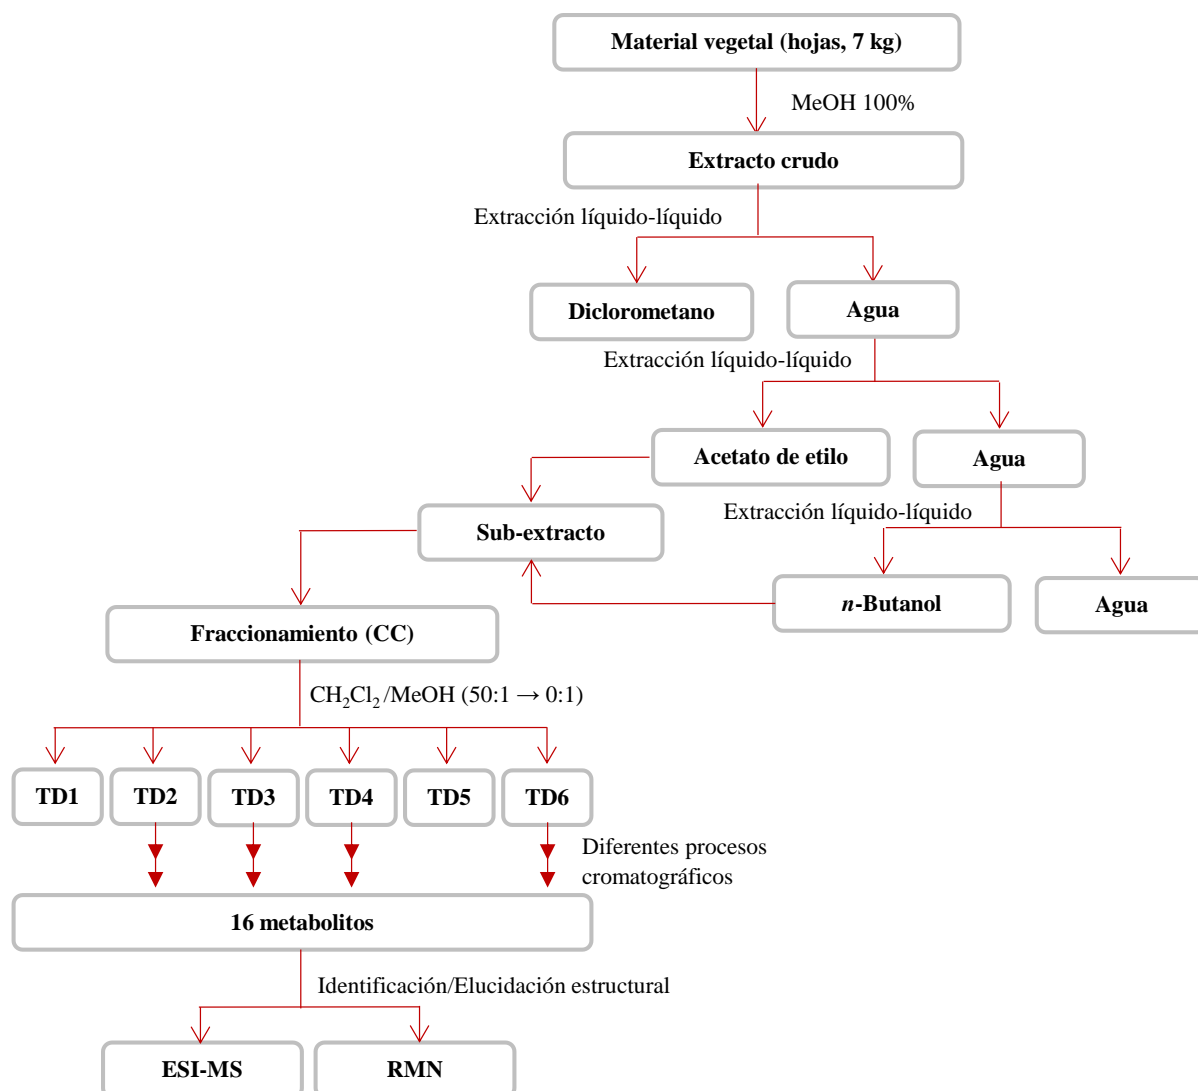 Material vegetal (hojas, 7 kg)
MeOH 100%
Extracto crudo
Extracción líquido-líquido
Diclorometano
Agua
Extracción líquido-líquido
Acetato de etilo
Agua
Extracción líquido-líquido
Sub-extracto
n-Butanol
Agua
Fraccionamiento (CC)
CH₂Cl₂/MeOH (50:1 → 0:1)
TD1
TD2
TD3
TD4
TD5
TD6
Diferentes procesos
cromatográficos
16 metabolitos
Identificación/Elucidación estructural
ESI-MS
RMN